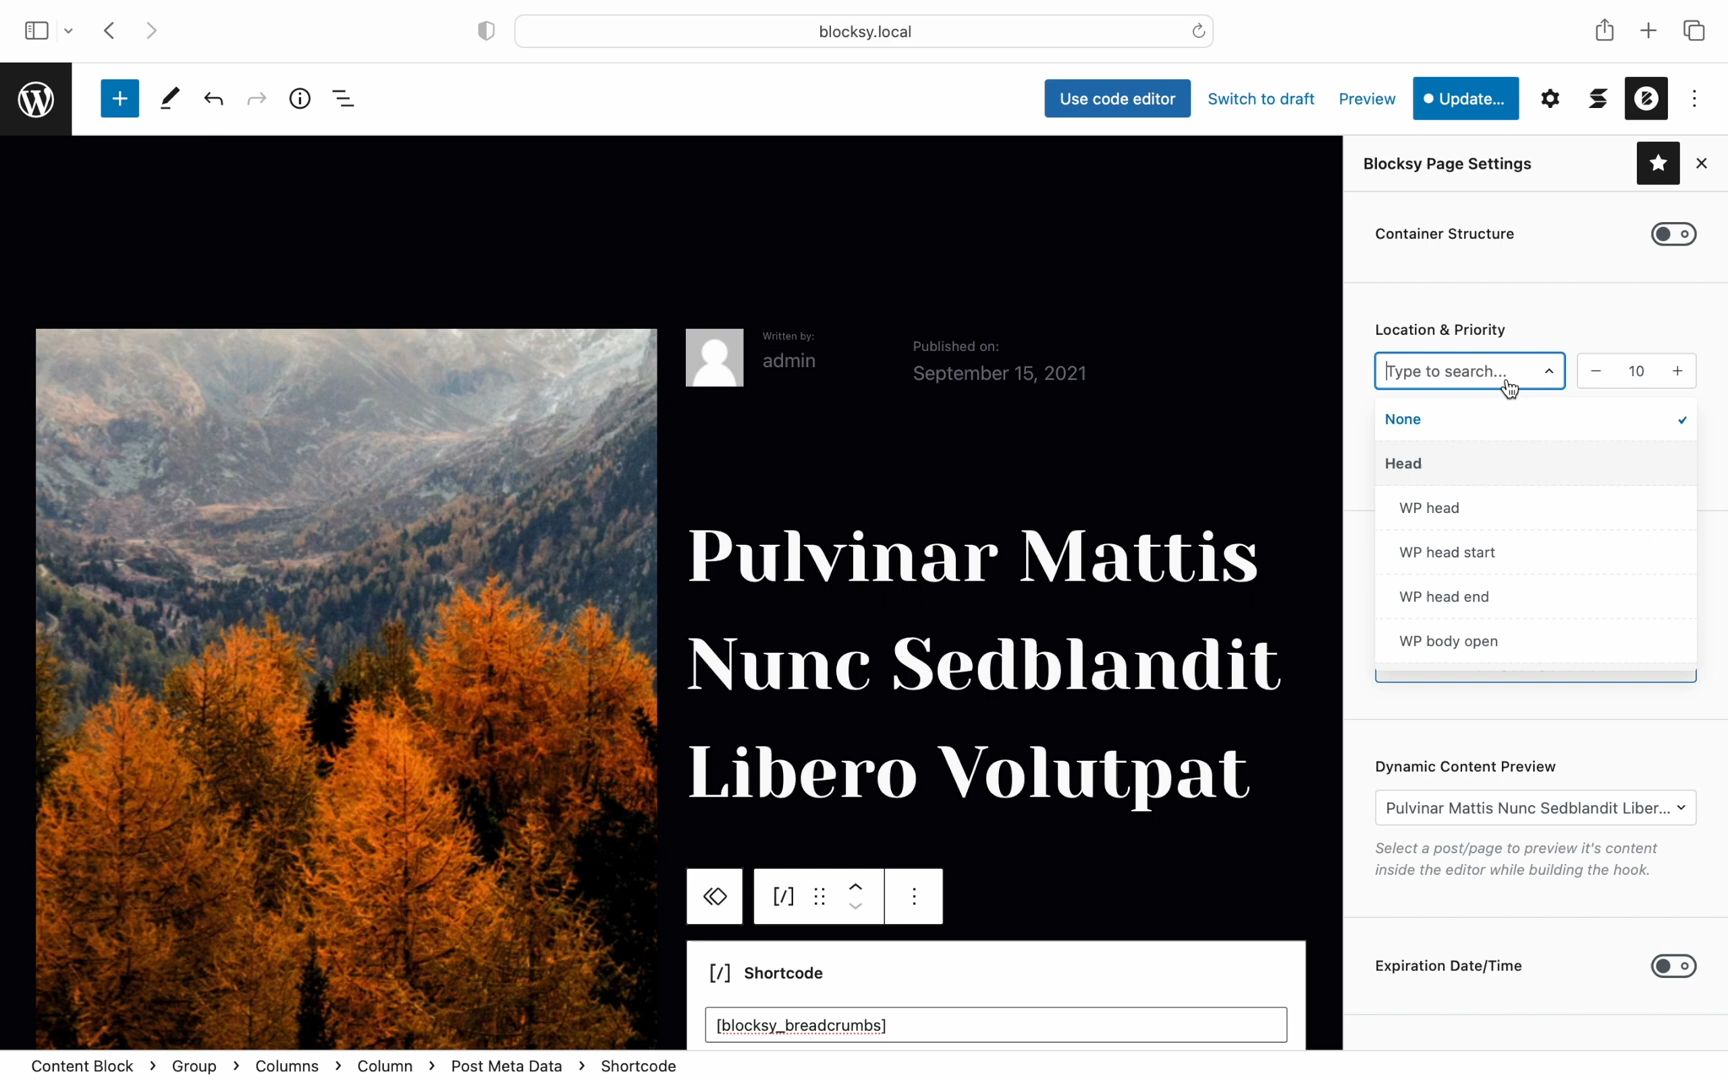 blocksy.local
Use code editor
Switch to draft
Preview
Update...
Blocksy Page Settings
Container Structure
Location & Priority
Type to search...
10
None
Head
WP head
WP head start
WP head end
WP body open
Dynamic Content Preview
Pulvinar Mattis Nunc Sedblandit Liber...
Select a post/page to preview it's content
inside the editor while building the hook.
Expiration Date/Time
Written by:
admin
Published on:
September 15, 2021
Pulvinar Mattis
Nunc Sedblandit
Libero Volutpat
[/] Shortcode
[blocksy_breadcrumbs]
Content Block > Group > Columns > Column > Post Meta Data > Shortcode